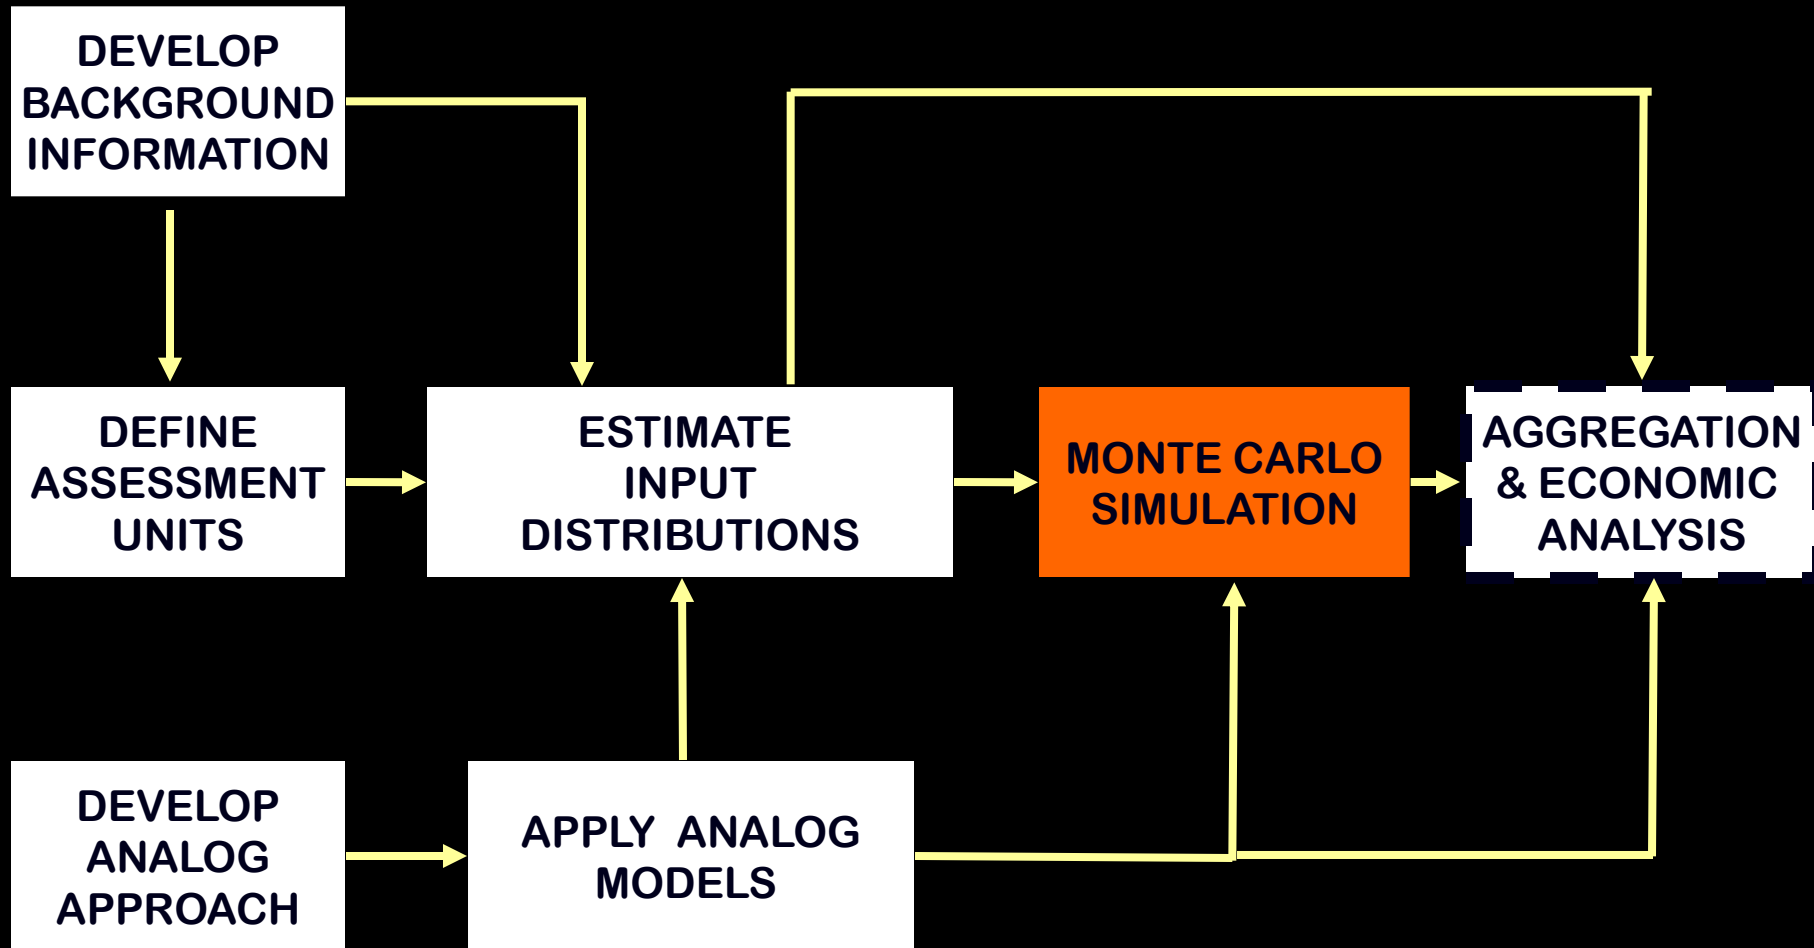 DEVELOP
BACKGROUND
INFORMATION
DEFINE
ASSESSMENT
UNITS
ESTIMATE
INPUT
DISTRIBUTIONS
MONTE CARLO
SIMULATION
AGGREGATION
& ECONOMIC
ANALYSIS
DEVELOP
ANALOG
APPROACH
APPLY ANALOG
MODELS